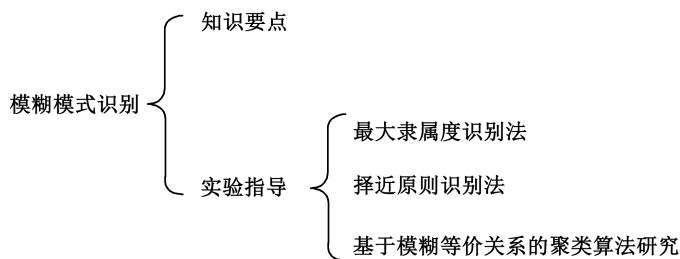 知识要点
模糊模式识别
最大隶属度识别法
实验指导
择近原则识别法
基于模糊等价关系的聚类算法研究